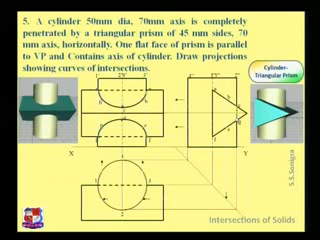 5. A cylinder 50mm dia, 70mm axis is completely
penetrated by a triangular prism of 45 mm sides, 70
mm axis, horizontally. One flat face of prism is parallel
to VP and Contains axis of cylinder. Draw projections
showing curves of intersections.
Cylinder-
Triangular Prism
X
Y
S.S.Sonigra
Intersections of Solids